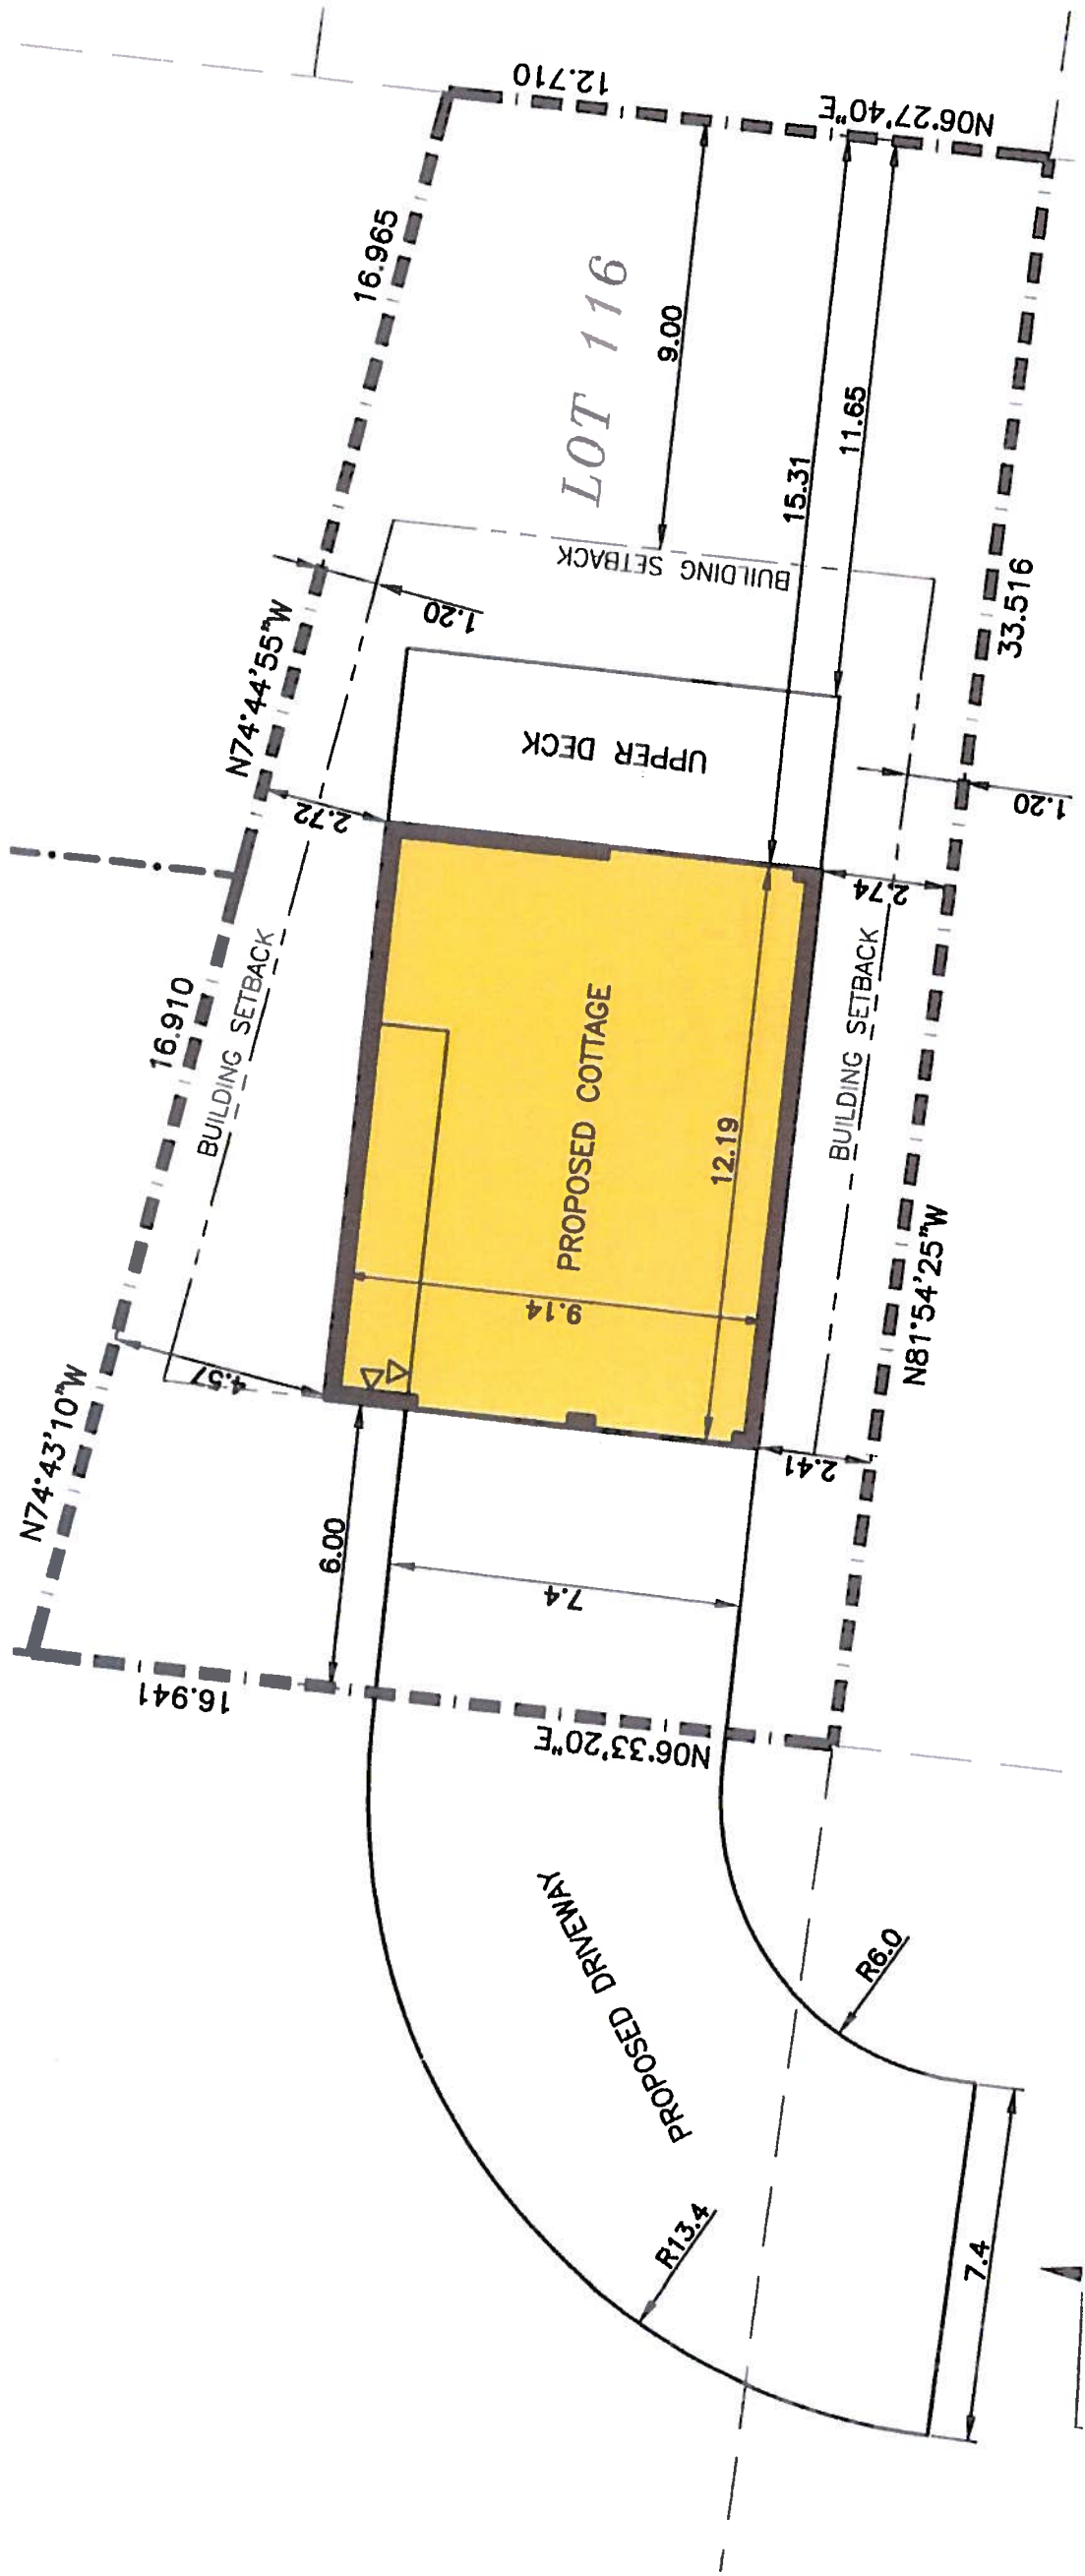 12.710
N06°27'40"E
16.965
LOT 116
9.00
15.31
11.65
BUILDING SETBACK
1.20
33.516
N74°44'55"W
UPPER DECK
2.72
1.20
2.74
16.910
BUILDING SETBACK
PROPOSED COTTAGE
BUILDING SETBACK
12.19
9.14
N81°54'25"W
4.57
N74°43'10"W
2.41
6.00
7.4
16.941
N06°33'20"E
PROPOSED DRIVEWAY
R6.0
R13.4
7.4